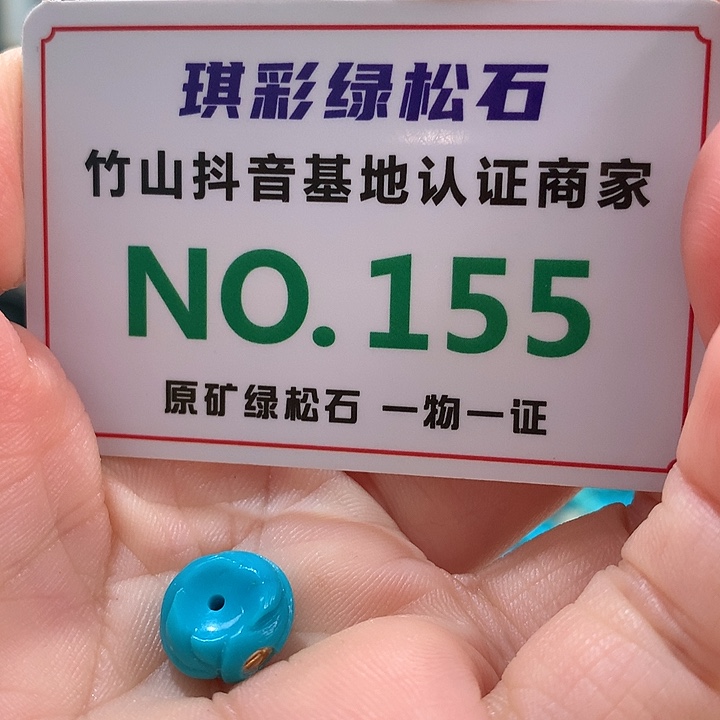 琪彩绿松石
竹山抖音基地认证商家
NO.155
原矿绿松石 一物一证